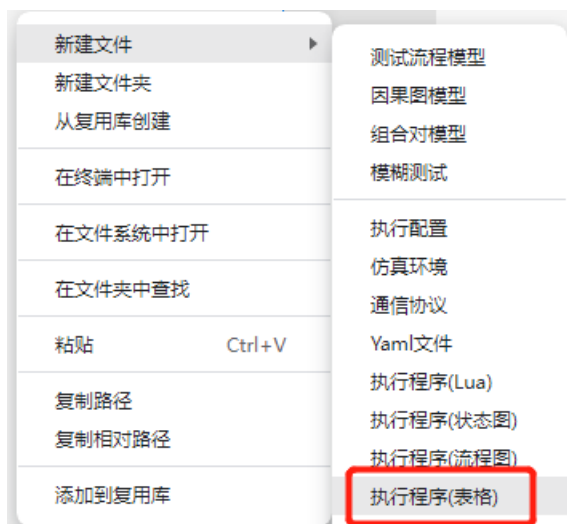 新建文件
新建文件夹
从复用库创建
在终端中打开
在文件系统中打开
在文件夹中查找
粘贴 Ctrl+V
复制路径
复制相对路径
添加到复用库
测试流程模型
因果图模型
组合对模型
模糊测试
执行配置
仿真环境
通信协议
Yaml文件
执行程序(Lua)
执行程序(状态图)
执行程序(流程图)
执行程序(表格)